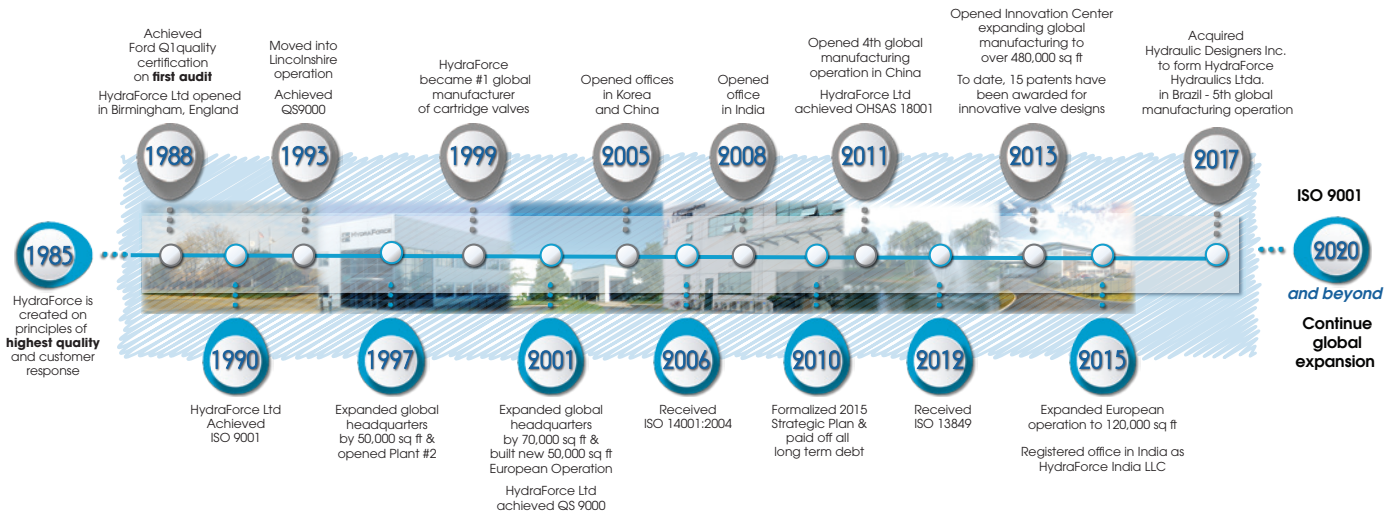 1985
HydraForce is
created on
principles of
highest quality
and customer
response
Achieved
Ford Q1quality
certification
on first audit
HydraForce Ltd opened
in Birmingham, England
1988
HydraForce Ltd
Achieved
ISO 9001
1990
Moved into
Lincolnshire
operation
Achieved
QS9000
1993
1997
Expanded global
headquarters
by 50,000 sq ft &
opened Plant #2
HydraForce
became #1 global
manufacturer
of cartridge valves
1999
2001
Expanded global
headquarters
by 70,000 sq ft &
built new 50,000 sq ft
European Operation
HydraForce Ltd
achieved QS 9000
Opened offices
in Korea
and China
2005
2006
Received
ISO 14001:2004
Opened
office
in India
2008
2010
Formalized 2015
Strategic Plan &
paid off all
long term debt
Opened 4th global
manufacturing
operation in China
HydraForce Ltd
achieved OHSAS 18001
2011
2012
Received
ISO 13849
Opened Innovation Center
expanding global
manufacturing to
over 480,000 sq ft
To date, 15 patents have
been awarded for
innovative valve designs
2013
2015
Expanded European
operation to 120,000 sq ft
Registered office in India as
HydraForce India LLC
Acquired
Hydraulic Designers Inc.
to form HydraForce
Hydraulics Ltda.
in Brazil - 5th global
manufacturing operation
2017
ISO 9001
2020
and beyond
Continue
global
expansion
HYDRAFORCE